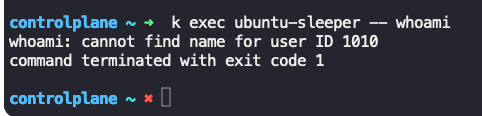 controlplane ~ ➜  k exec ubuntu-sleeper -- whoami
whoami: cannot find name for user ID 1010
command terminated with exit code 1
controlplane ~ ✖